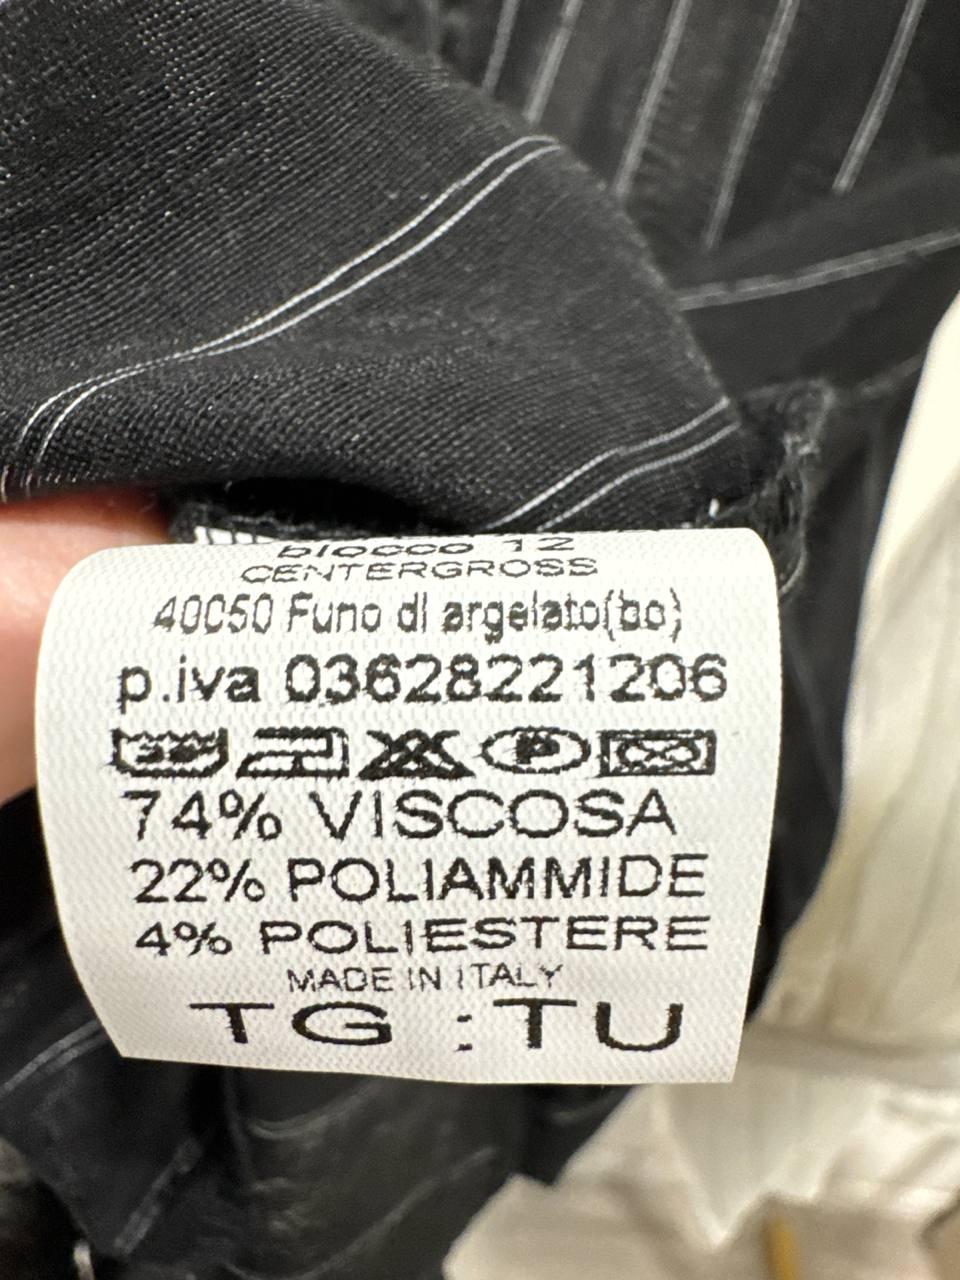 blocco 12
CENTERGROSS
40050 Funo di argelato(bo)
p.iva 03628221206
P
74% VISCOSA
22% POLIAMMIDE
4% POLIESTERE
MADE IN ITALY
TG :TU